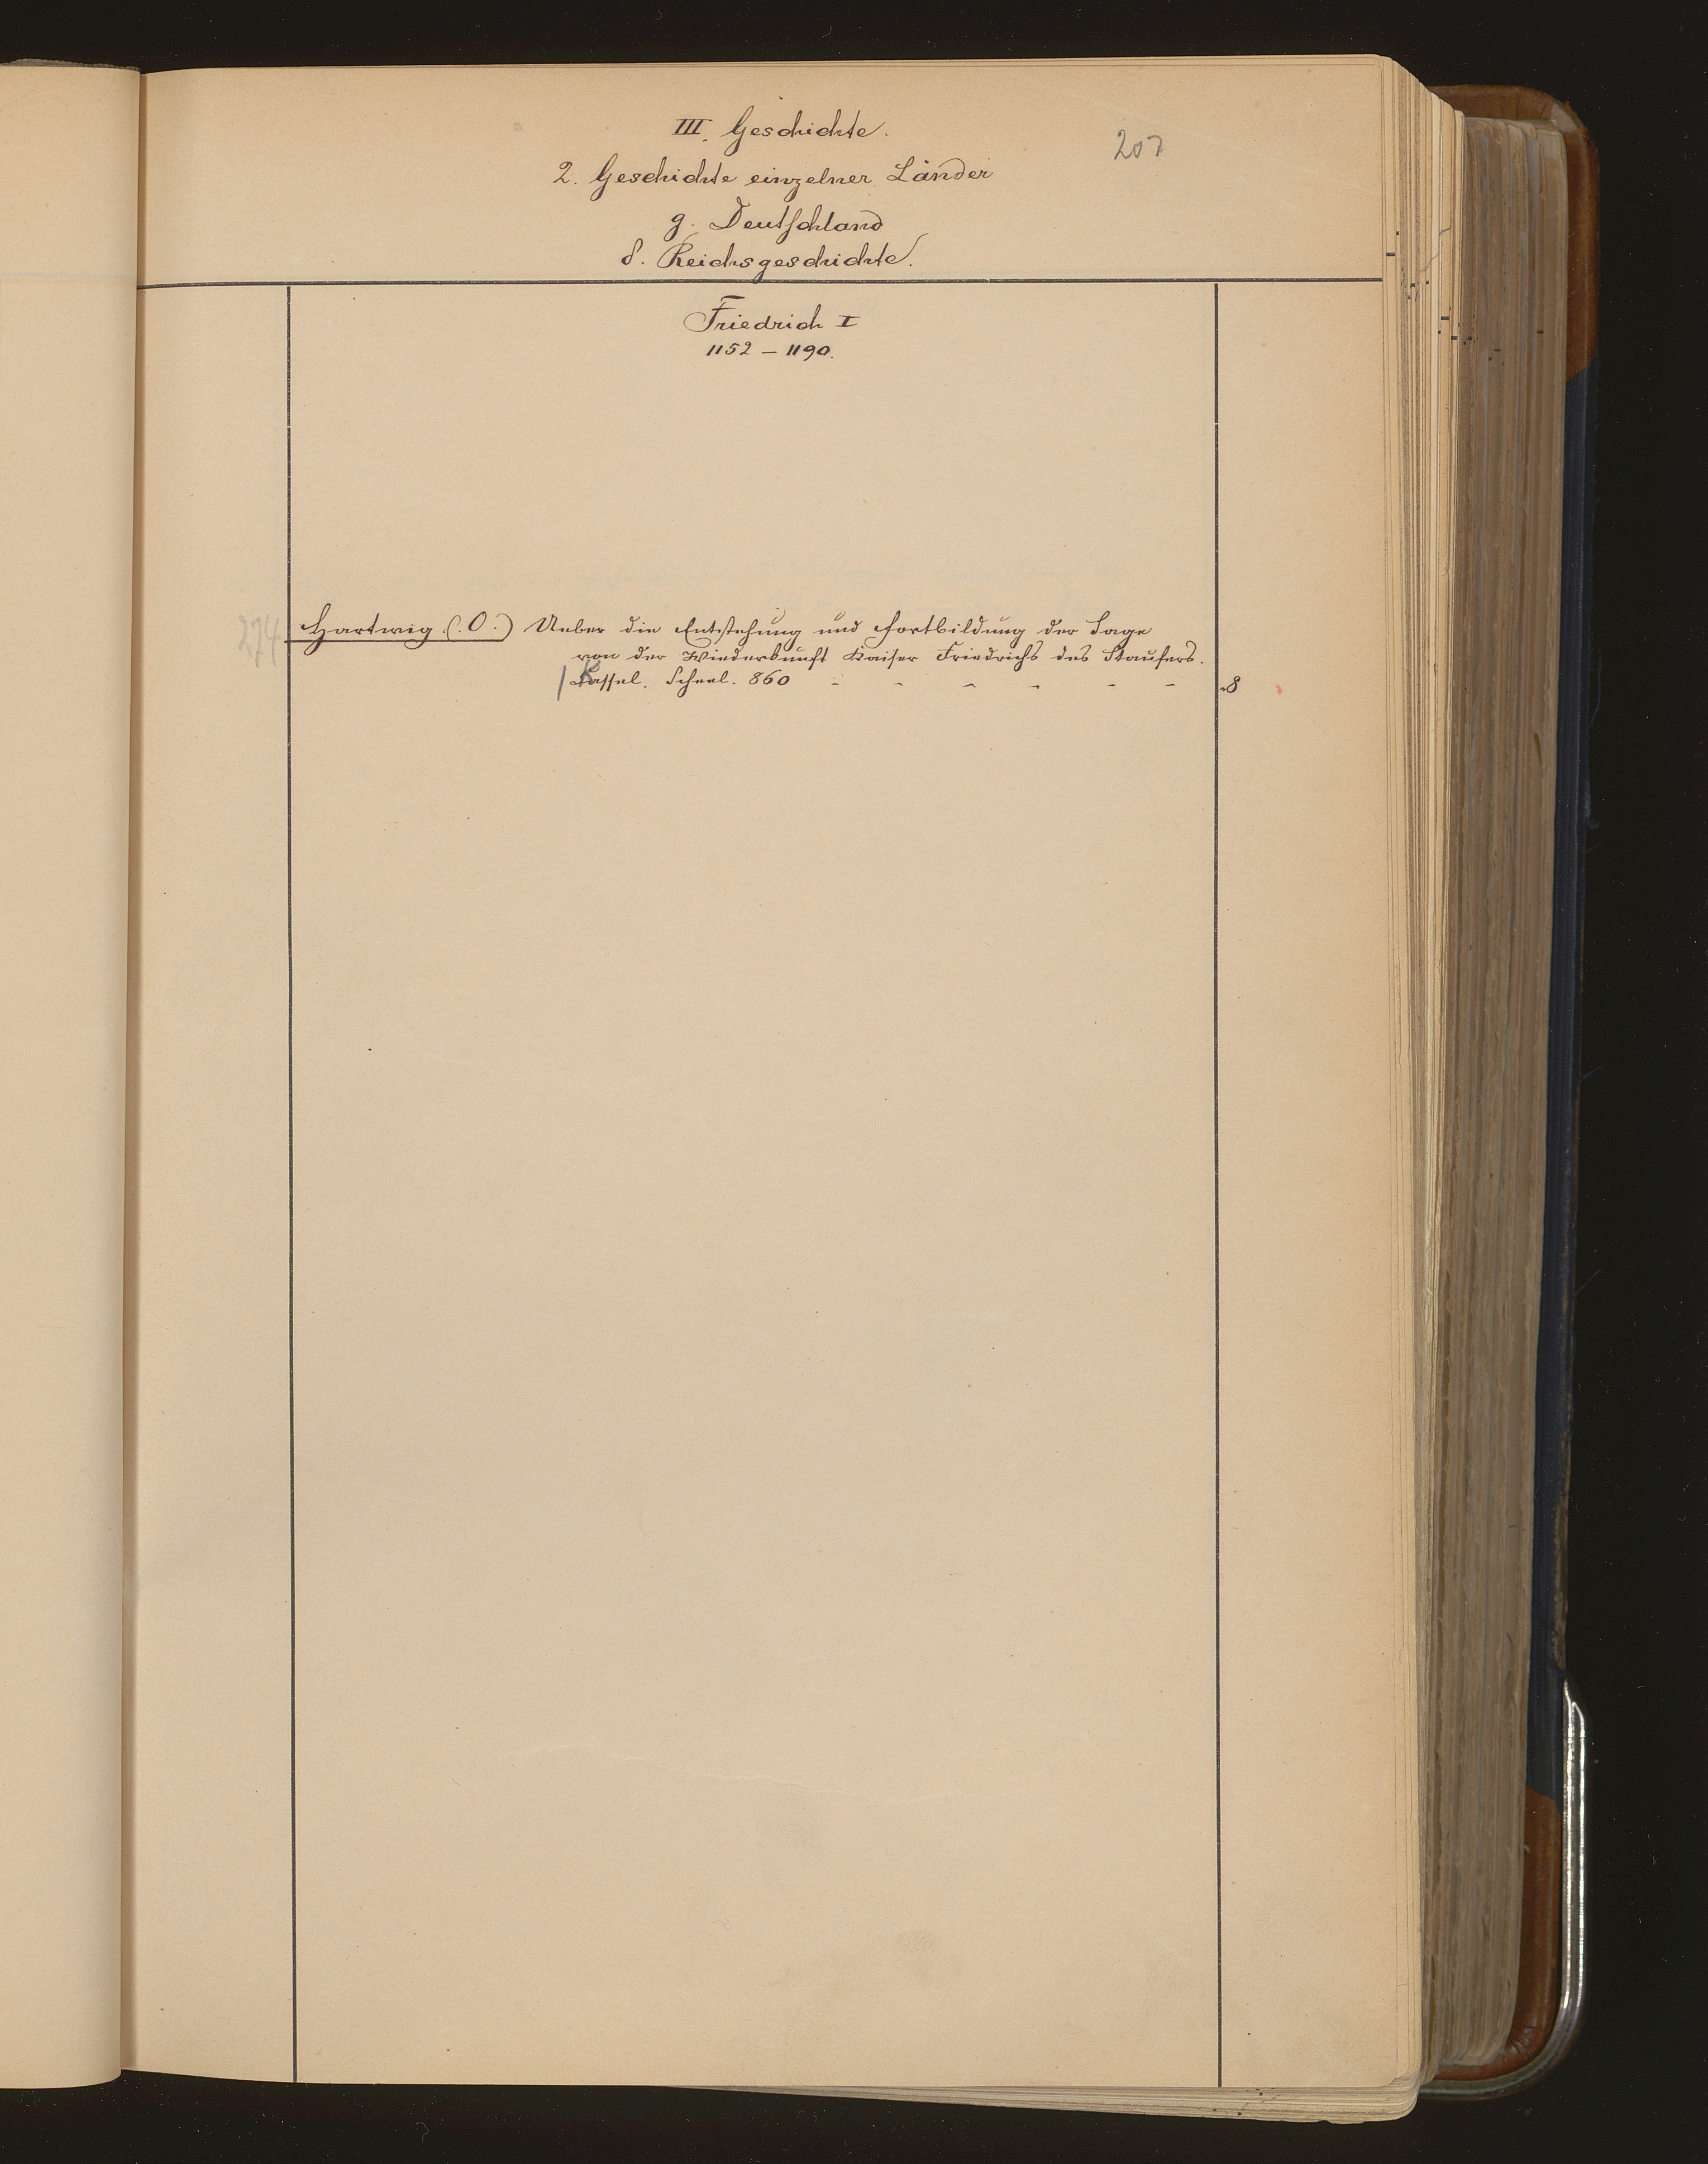 207
III. Geschichte.
2. Geschichte einzelner Länder
g. Deutschland
δ. Reichsgeschichte.
Friedrich I
1152 – 1190.
274 Hartwig (O.) Ueber die Entstehung und Fortbildung der Sage
von der Wiederkunft Kaiser Friedrichs des Staufers.
Kassel. Scheel. 860 - - - - - - 8